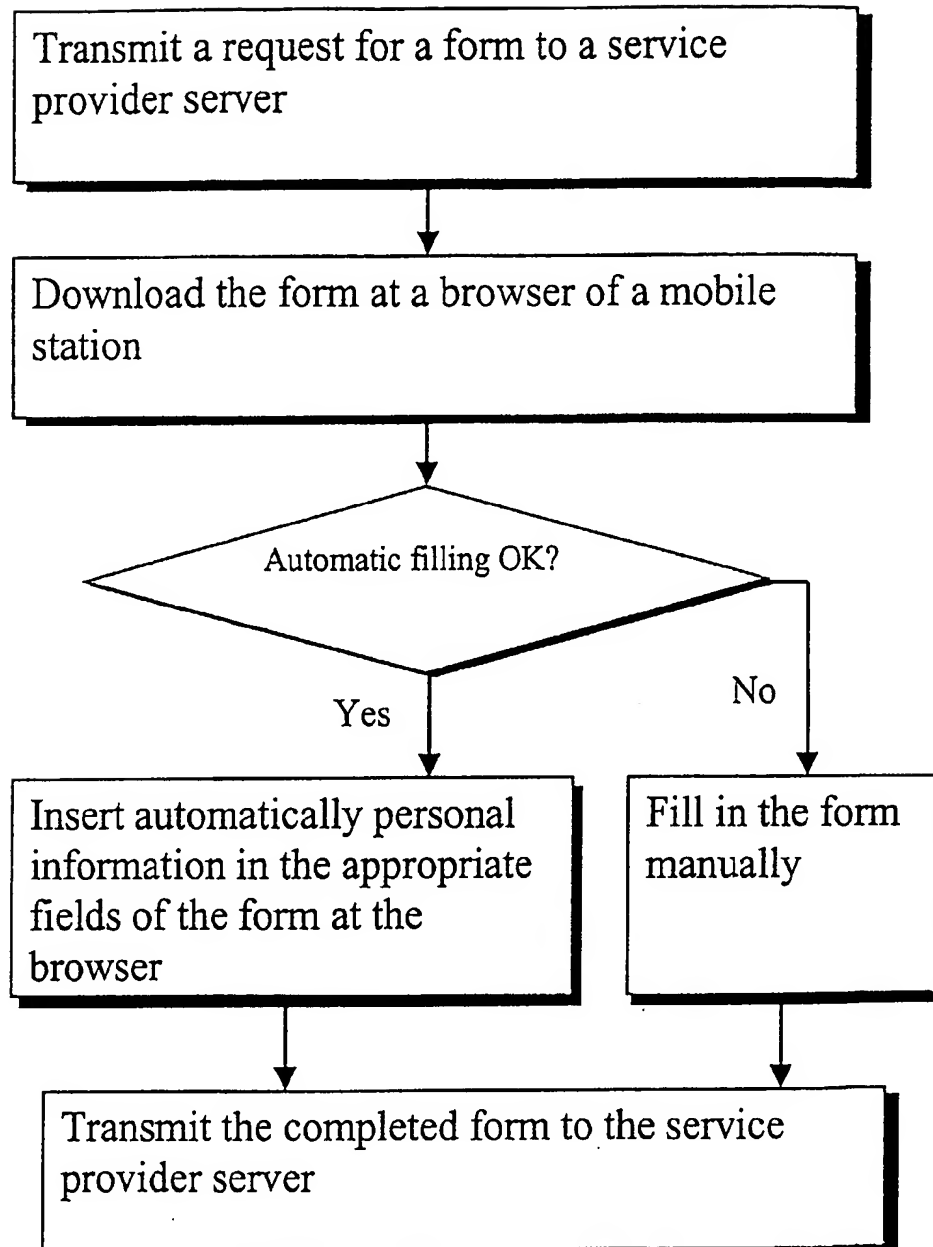 Transmit a request for a form to a service
provider server
Download the form at a browser of a mobile
station
Automatic filling OK?
Yes
No
Insert automatically personal
information in the appropriate
fields of the form at the
browser
Fill in the form
manually
Transmit the completed form to the service
provider server